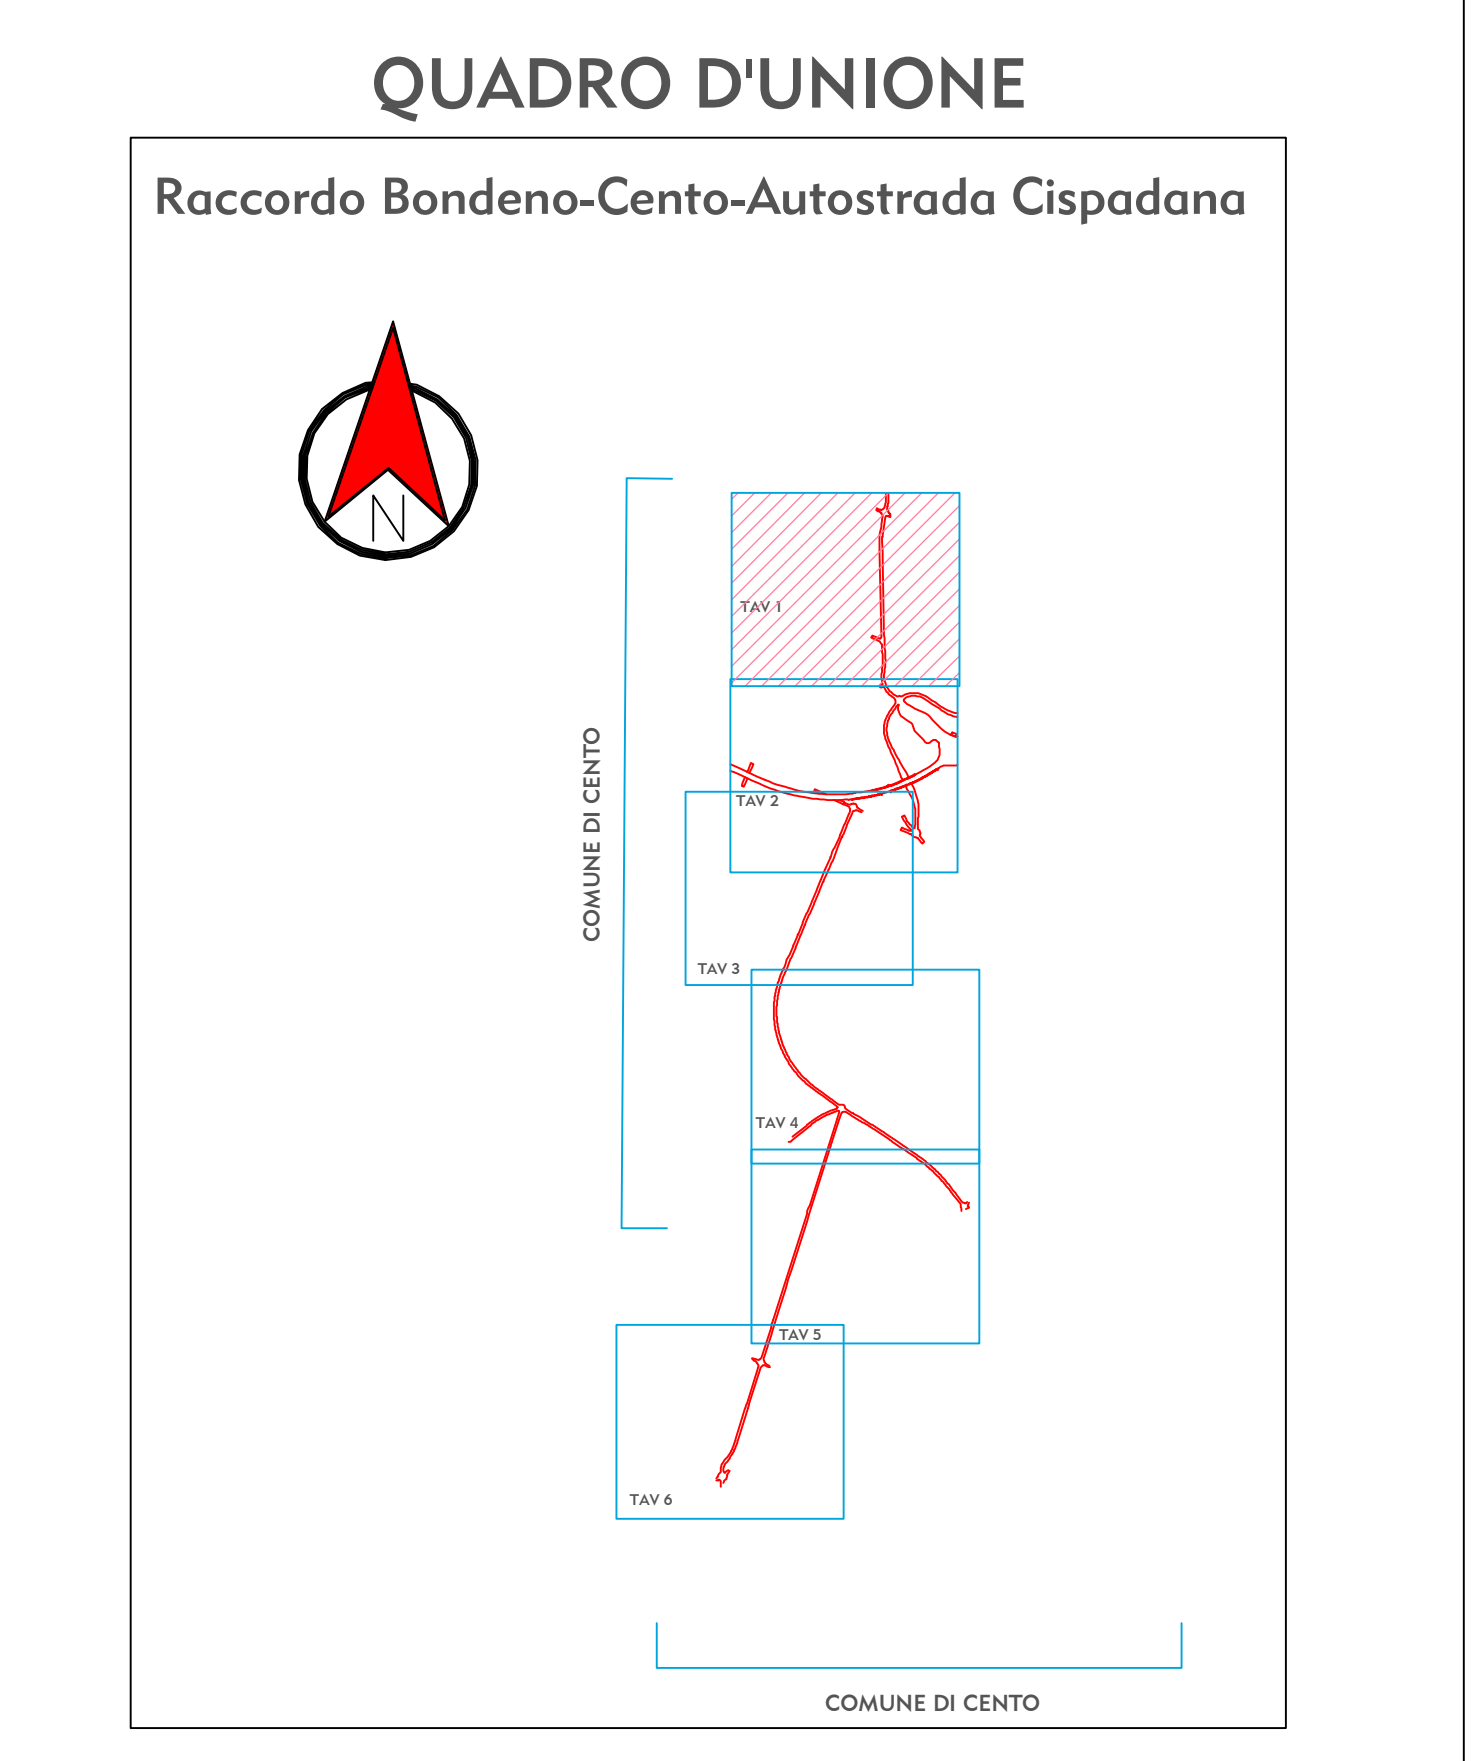 QUADRO D'UNIONE
Raccordo Bondeno-Cento-Autostrada Cispadana
N
TAV 1
COMUNE DI CENTO
TAV 2
TAV 3
TAV 4
TAV 5
TAV 6
COMUNE DI CENTO